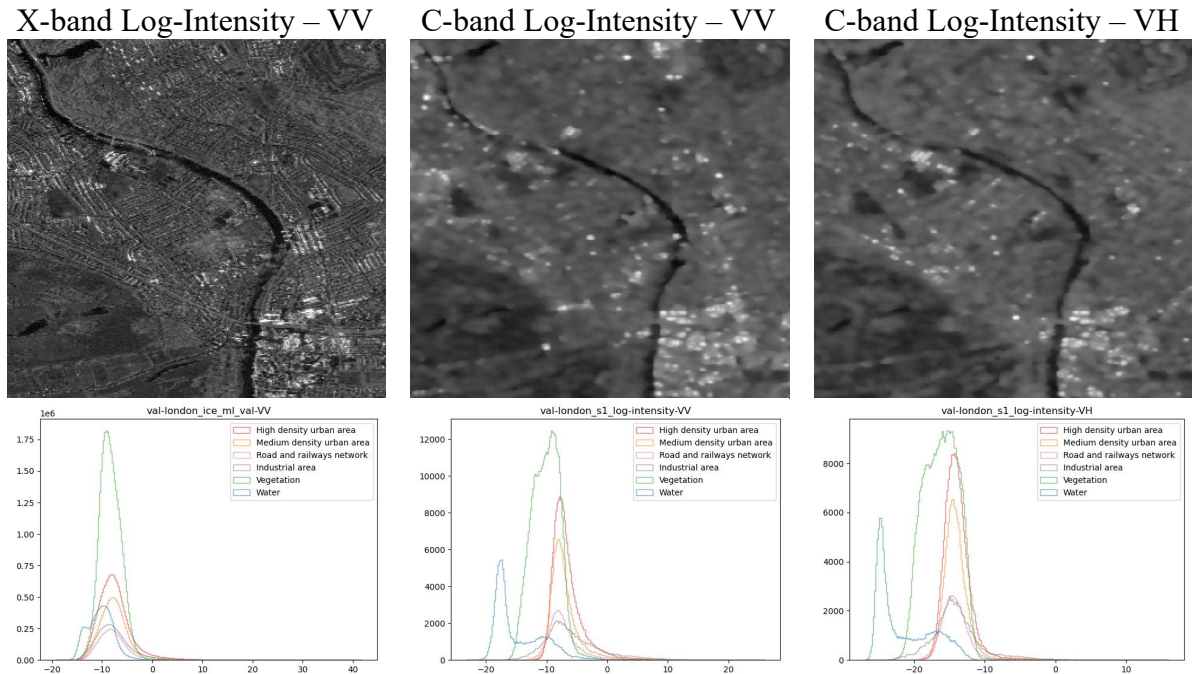 X-band Log-Intensity – VV
C-band Log-Intensity – VV
C-band Log-Intensity – VH
val-london_ice_ml_val-VV
1e6
1.75
1.50
1.25
1.00
0.75
0.50
0.25
0.00
−20
−10
0
10
20
30
40
High density urban area
Medium density urban area
Road and railways network
Industrial area
Vegetation
Water
val-london_s1_log-intensity-VV
12000
10000
8000
6000
4000
2000
0
−20
−10
0
10
20
High density urban area
Medium density urban area
Road and railways network
Industrial area
Vegetation
Water
val-london_s1_log-intensity-VH
8000
6000
4000
2000
0
−20
−10
0
10
High density urban area
Medium density urban area
Road and railways network
Industrial area
Vegetation
Water